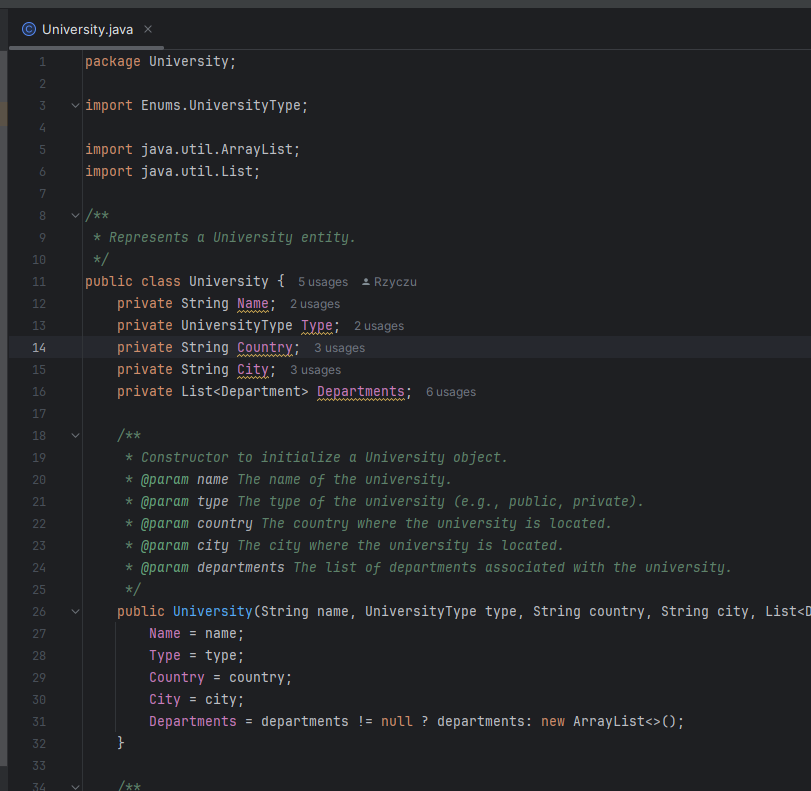 University.java
1 package University;
2
3 import Enums.UniversityType;
4
5 import java.util.ArrayList;
6 import java.util.List;
7
8 /**
9 * Represents a University entity.
10 */
11 public class University { 5 usages Rzyczu
12 private String Name; 2 usages
13 private UniversityType Type; 2 usages
14 private String Country; 3 usages
15 private String City; 3 usages
16 private List<Department> Departments; 6 usages
17
18 /**
19 * Constructor to initialize a University object.
20 * @param name The name of the university.
21 * @param type The type of the university (e.g., public, private).
22 * @param country The country where the university is located.
23 * @param city The city where the university is located.
24 * @param departments The list of departments associated with the university.
25 */
26 public University(String name, UniversityType type, String country, String city, List<D
27 Name = name;
28 Type = type;
29 Country = country;
30 City = city;
31 Departments = departments != null ? departments: new ArrayList<>();
32 }
33
34 /**